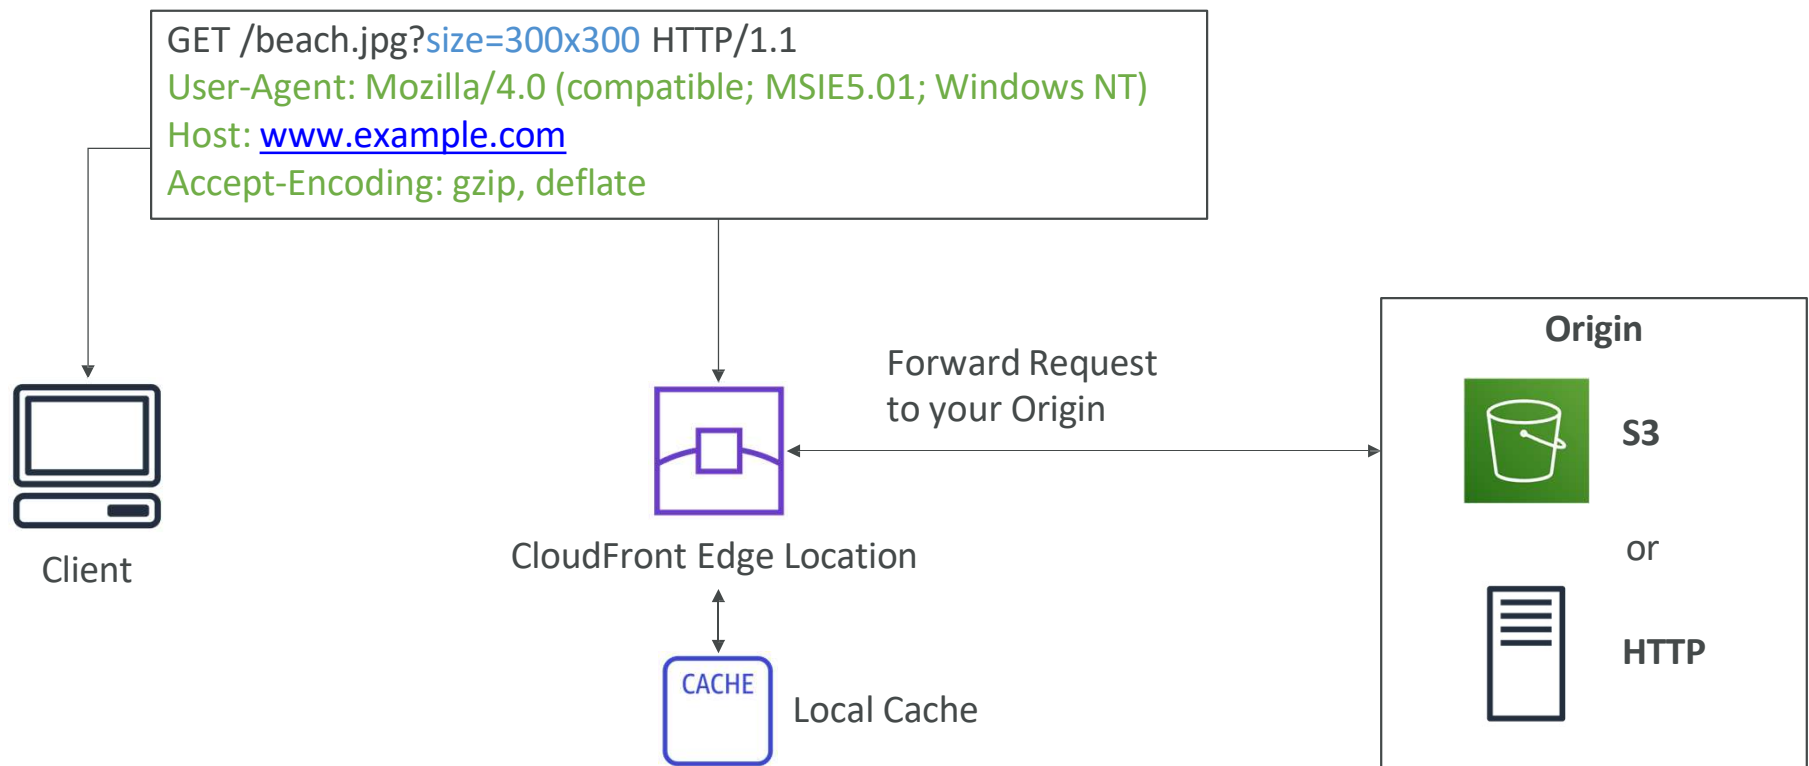 GET /beach.jpg?size=300x300 HTTP/1.1
User-Agent: Mozilla/4.0 (compatible; MSIE5.01; Windows NT)
Host: www.example.com
Accept-Encoding: gzip, deflate
Origin
Forward Request
to your Origin
S3
or
HTTP
Client
CloudFront Edge Location
CACHE
Local Cache